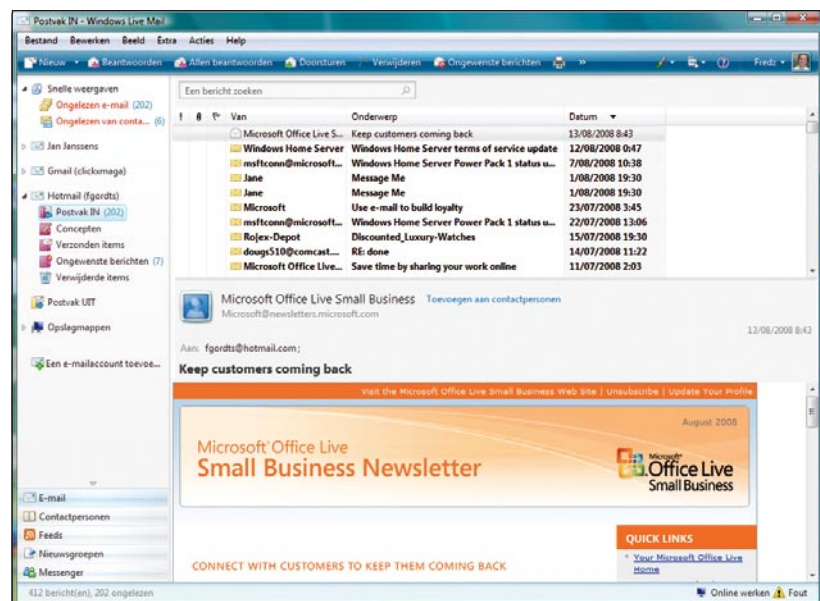 Postvak IN - Windows Live Mail
Bestand Bewerken Beeld Extra Acties Help
Nieuw Beantwoorden Allen beantwoorden Doorsturen Verwijderen Ongewenste berichten » Fredz
Snelle weergaven
Ongelezen e-mail (202)
Ongelezen van conta... (6)
Jan Janssens
Gmail (clickxmaga)
Hotmail (fgordts)
Postvak IN (202)
Concepten
Verzonden items
Ongewenste berichten (7)
Verwijderde items
Postvak UIT
Opslagmappen
Een e-mailaccount toevoe...
E-mail
Contactpersonen
Feeds
Nieuwsgroepen
Messenger
Een bericht zoeken
! Van Onderwerp Datum
Microsoft Office Live S... Keep customers coming back 13/08/2008 8:43
Windows Home Server Windows Home Server terms of service update 12/08/2008 0:47
msftconn@microsoft... Windows Home Server Power Pack 1 status u... 7/08/2008 10:38
Jane Message Me 1/08/2008 19:30
Jane Message Me 1/08/2008 19:30
Microsoft Use e-mail to build loyalty 23/07/2008 3:45
msftconn@microsoft... Windows Home Server Power Pack 1 status u... 22/07/2008 13:06
Ro|ex-Depot Discounted_Luxury-Watches 15/07/2008 19:30
dougs510@comcast.... RE: done 14/07/2008 11:22
Microsoft Office Live... Save time by sharing your work online 11/07/2008 2:03
Microsoft Office Live Small Business Toevoegen aan contactpersonen
Microsoft@newsletters.microsoft.com
13/08/2008 8:43
Aan: fgordts@hotmail.com;
Keep customers coming back
Visit the Microsoft Office Live Small Business Web Site | Unsubscribe | Update Your Profile
August 2008
Microsoft® Office Live
Small Business Newsletter
Microsoft®
Office Live
Small Business
QUICK LINKS
Your Microsoft Office Live
Home
CONNECT WITH CUSTOMERS TO KEEP THEM COMING BACK
412 bericht(en), 202 ongelezen
Online werken Fout